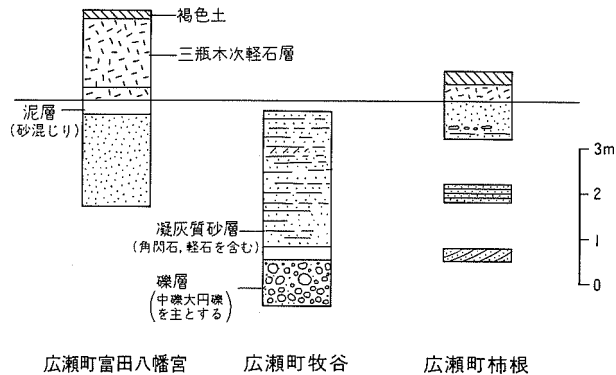 褐色土
三瓶木次軽石層
泥層
(砂混じり)
3m
2
1
0
凝灰質砂層
(角閃石,軽石を含む)
礫層
(中礫大円礫
を主とする)
広瀬町富田八幡宮
広瀬町牧谷
広瀬町柿根